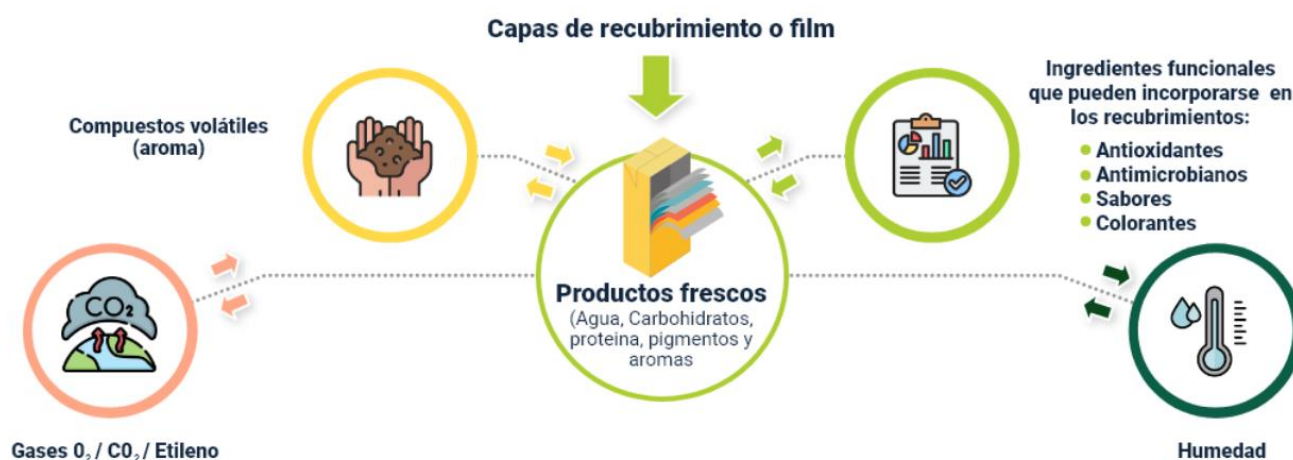 Capas de recubrimiento o film
Compuestos volátiles
(aroma)
Ingredientes funcionales
que pueden incorporarse en
los recubrimientos:
Antioxidantes
Antimicrobianos
Sabores
Colorantes
CO₂
Productos frescos
(Agua, Carbohidratos,
proteina, pigmentos y
aromas
Gases 0₂ / C0₂ / Etileno
Humedad